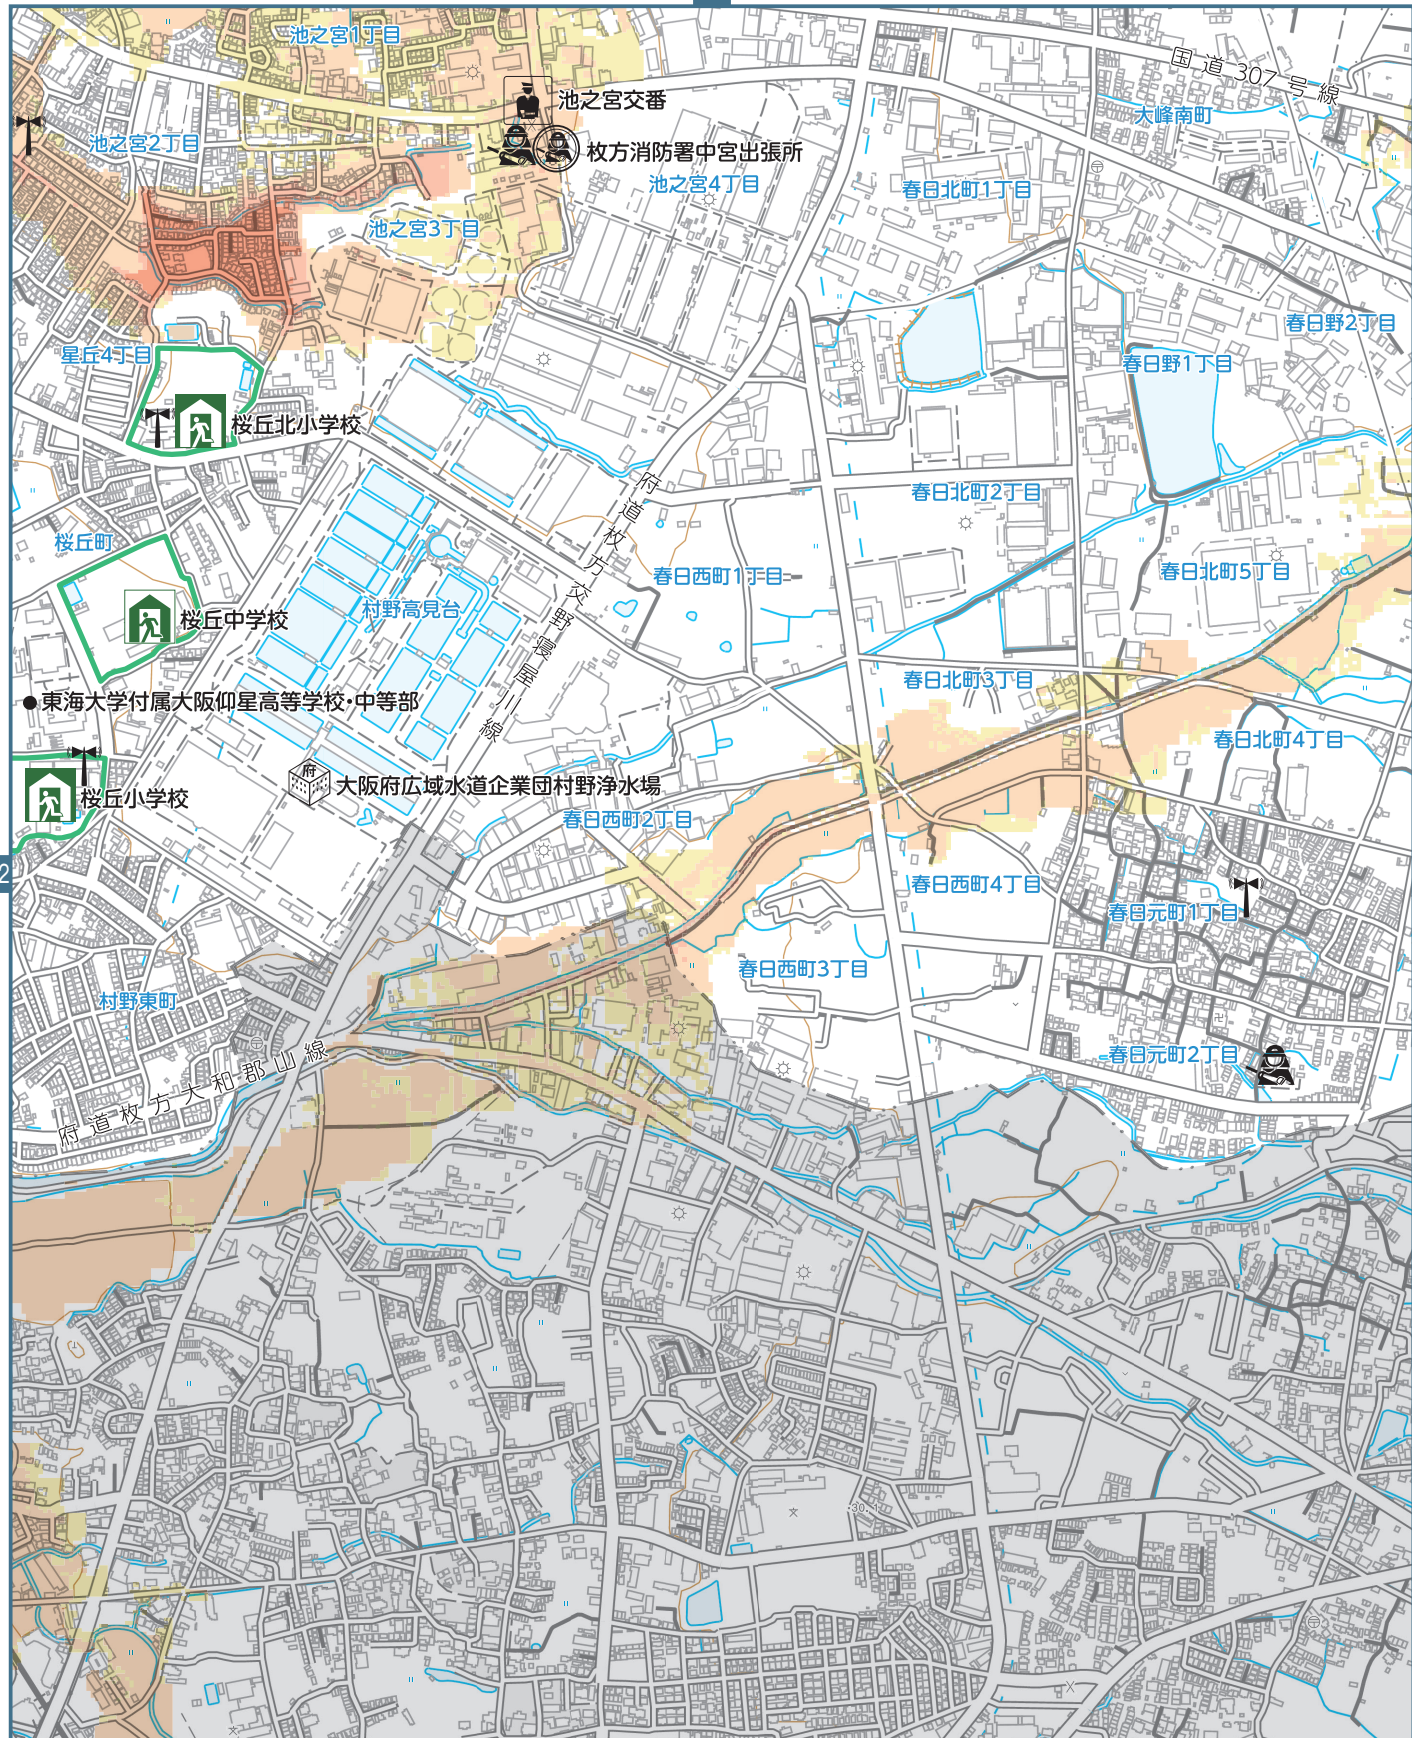 池之宮1丁目
国道307号線
池之宮交番
大峰南町
池之宮2丁目
枚方消防署中宮出張所
池之宮4丁目
春日北町1丁目
池之宮3丁目
春日野2丁目
星丘4丁目
春日野1丁目
桜丘北小学校
府道枚方交野寝屋川線
春日北町2丁目
桜丘町
春日西町1丁目
春日北町5丁目
村野高見台
桜丘中学校
春日北町3丁目
東海大学付属大阪仰星高等学校・中等部
春日北町4丁目
府
大阪府広域水道企業団村野浄水場
桜丘小学校
春日西町2丁目
2
春日西町4丁目
春日元町1丁目
春日西町3丁目
村野東町
府道枚方大和郡山線
春日元町2丁目
30.1